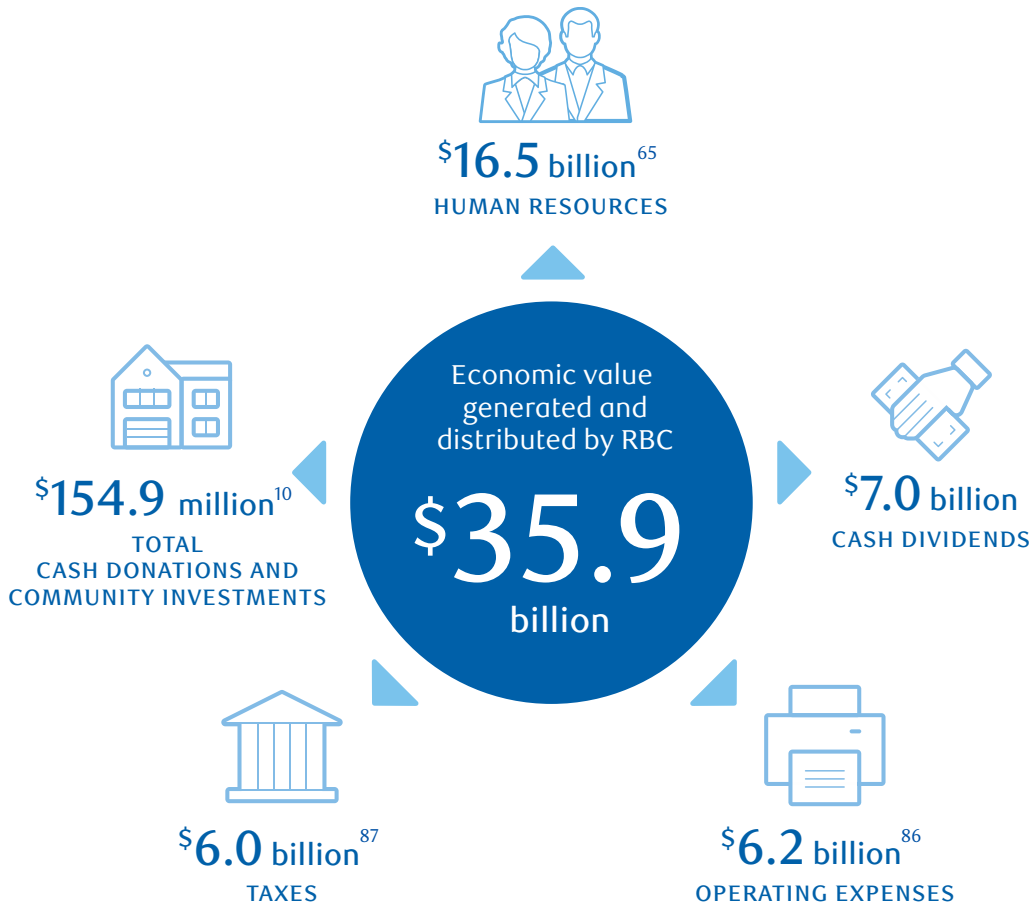 $16.5 billion65
HUMAN RESOURCES
Economic value
generated and
distributed by RBC
$35.9
billion
$154.9 million10
TOTAL
CASH DONATIONS AND
COMMUNITY INVESTMENTS
$7.0 billion
CASH DIVIDENDS
$6.0 billion87
TAXES
$6.2 billion86
OPERATING EXPENSES